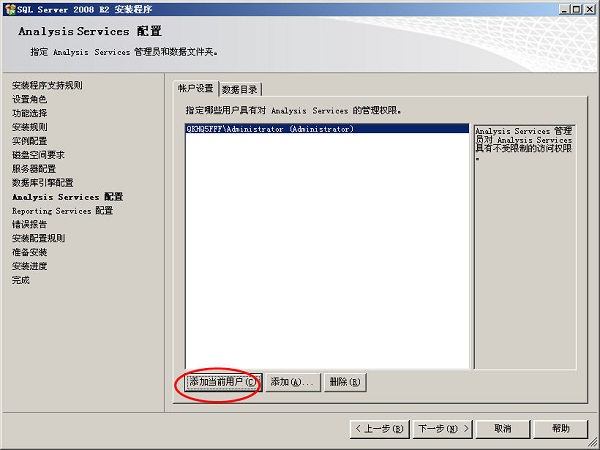 SQL Server 2008 R2 安装程序
Analysis Services 配置
指定 Analysis Services 管理员和数据文件夹。
安装程序支持规则
设置角色
功能选择
安装规则
实例配置
磁盘空间要求
服务器配置
数据库引擎配置
Analysis Services 配置
Reporting Services 配置
错误报告
安装配置规则
准备安装
安装进度
完成
帐户设置 数据目录
指定哪些用户具有对 Analysis Services 的管理权限。
QKMQ5FFF\Administrator (Administrator)
Analysis Services 管理
员对 Analysis Services
具有不受限制的访问权限
。
添加当前用户(C) 添加(A)... 删除(R)
< 上一步(B) 下一步(N) > 取消 帮助